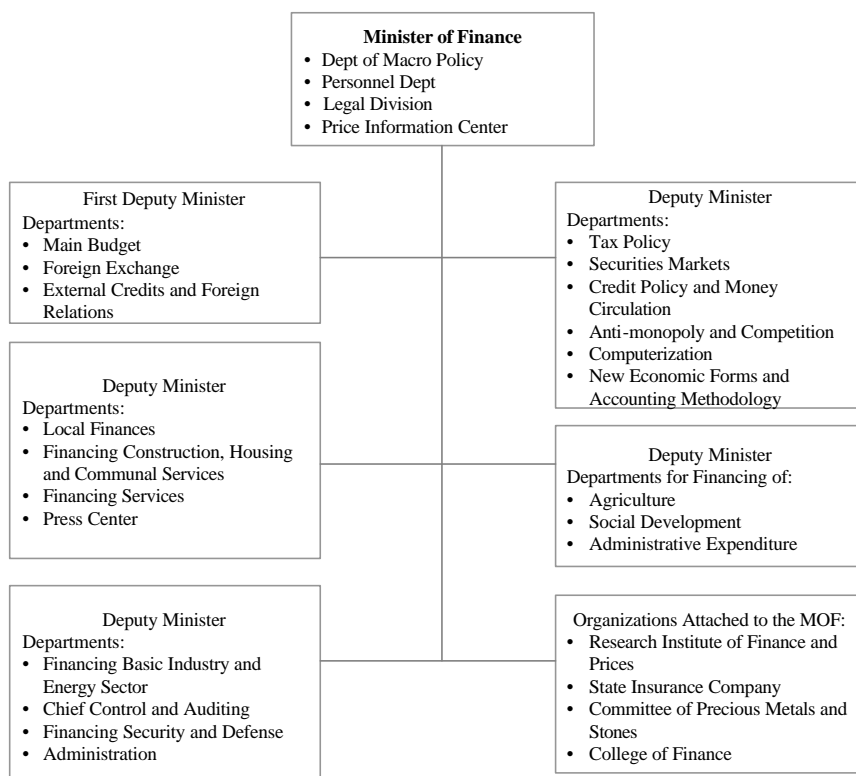 Minister of Finance
• Dept of Macro Policy
• Personnel Dept
• Legal Division
• Price Information Center
First Deputy Minister
Departments:
• Main Budget
• Foreign Exchange
• External Credits and Foreign
Relations
Deputy Minister
Departments:
• Tax Policy
• Securities Markets
• Credit Policy and Money
Circulation
• Anti-monopoly and Competition
• Computerization
• New Economic Forms and
Accounting Methodology
Deputy Minister
Departments:
• Local Finances
• Financing Construction, Housing
and Communal Services
• Financing Services
• Press Center
Deputy Minister
Departments for Financing of:
• Agriculture
• Social Development
• Administrative Expenditure
Deputy Minister
Departments:
• Financing Basic Industry and
Energy Sector
• Chief Control and Auditing
• Financing Security and Defense
• Administration
Organizations Attached to the MOF:
• Research Institute of Finance and
Prices
• State Insurance Company
• Committee of Precious Metals and
Stones
• College of Finance